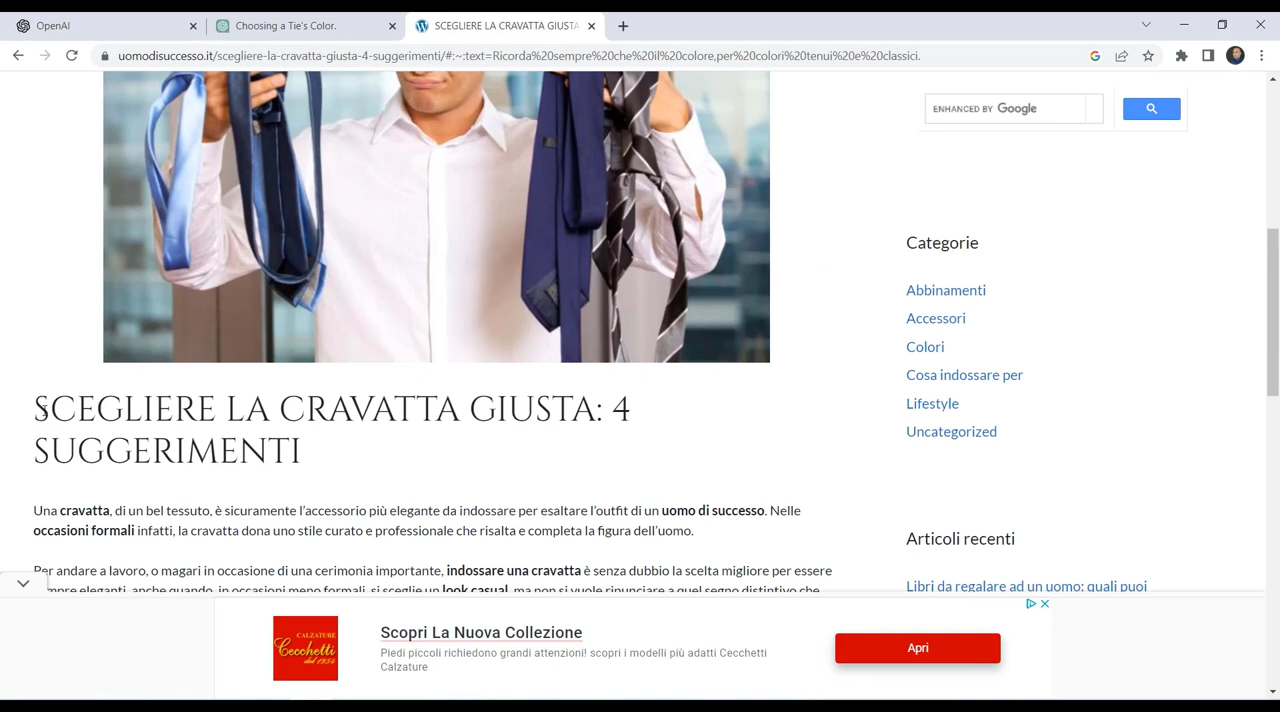 OpenAI
Choosing a Tie's Color.
SCEGLIERE LA CRAVATTA GIUSTA
uomodisuccesso.it/scegliere-la-cravatta-giusta-4-suggerimenti/#:~:text=Ricorda%20sempre%20che%20il%20colore,per%20colori%20tenui%20e%20classici.
ENHANCED BY Google
Categorie
Abbinamenti
Accessori
Colori
Cosa indossare per
Lifestyle
Uncategorized
SCEGLIERE LA CRAVATTA GIUSTA: 4
SUGGERIMENTI
Una cravatta, di un bel tessuto, è sicuramente l'accessorio più elegante da indossare per esaltare l'outfit di un uomo di successo. Nelle
occasioni formali infatti, la cravatta dona uno stile curato e professionale che risalta e completa la figura dell'uomo.
Per andare a lavoro, o magari in occasione di una cerimonia importante, indossare una cravatta è senza dubbio la scelta migliore per essere
sempre eleganti, anche quando, in occasioni meno formali, si sceglie un look casual, ma non si vuole rinunciare a quel segno distintivo che
Articoli recenti
Libri da regalare ad un uomo: quali puoi
CALZATURE
Cecchetti
dal 1954
Scopri La Nuova Collezione
Piedi piccoli richiedono grandi attenzioni! scopri i modelli più adatti Cecchetti
Calzature
Apri